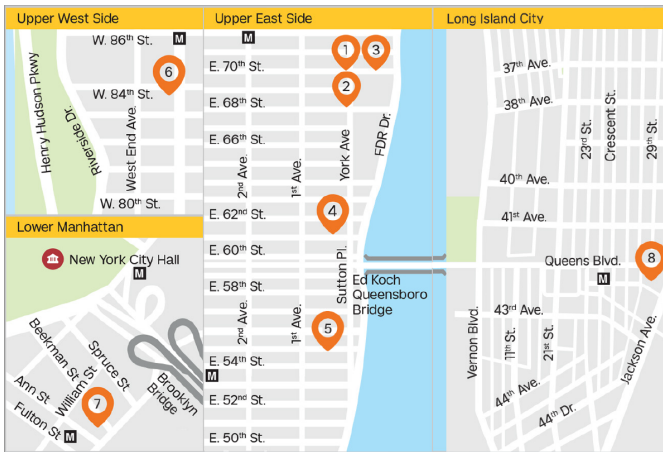 Upper West Side
W. 86th St.
M
6
W. 84th St.
Henry Hudson Pkwy
Riverside Dr.
West End Ave.
W. 80th St.
Lower Manhattan
New York City Hall
M
Beekman St
Spruce St
William St
Ann St
Fulton St
M
7
Brooklyn
Bridge
Upper East Side
M
1
3
E. 70th St.
2
E. 68th St.
E. 66th St.
2nd Ave.
1st Ave.
York Ave
FDR Dr.
E. 62nd St.
4
E. 60th St.
E. 58th St.
Sutton Pl.
Ed Koch
Queensboro
Bridge
2nd Ave.
1st Ave.
5
E. 54th St.
M
E. 52nd St.
E. 50th St.
Long Island City
37th Ave.
38th Ave.
23rd St.
Crescent St.
29th St.
40th Ave.
41st Ave.
Queens Blvd.
M
8
43rd Ave.
Vernon Blvd.
11th St.
21st St.
Jackson Ave.
44th Ave.
44th Dr.